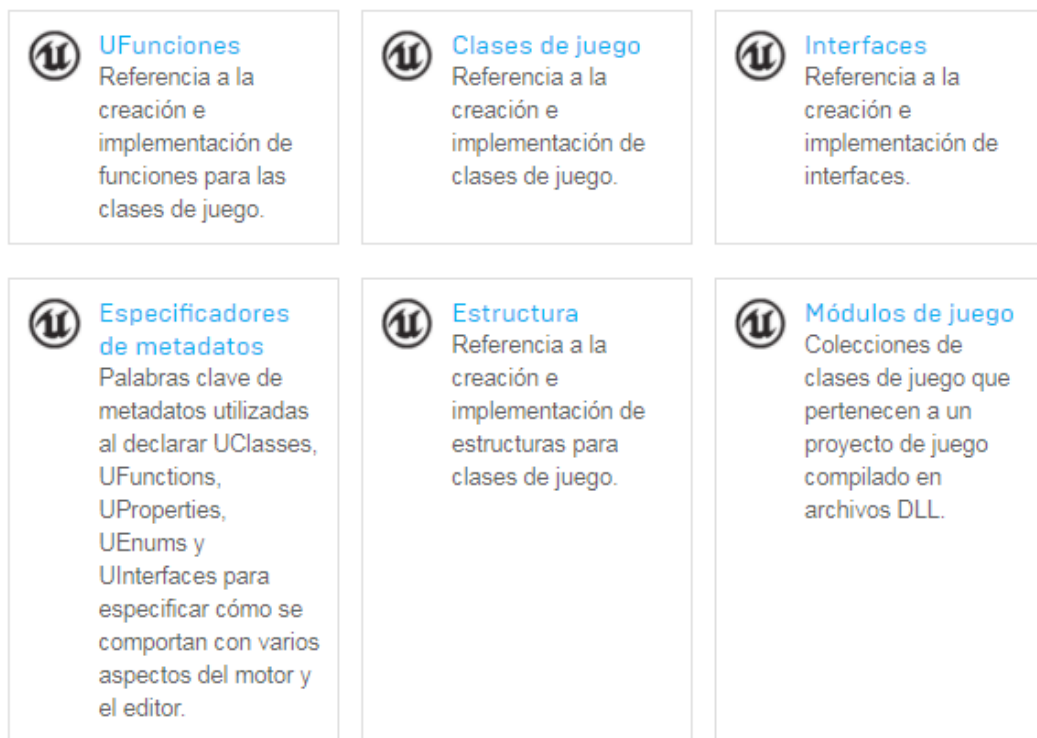 UFunciones
Referencia a la
creación e
implementación de
funciones para las
clases de juego.
Clases de juego
Referencia a la
creación e
implementación de
clases de juego.
Interfaces
Referencia a la
creación e
implementación de
interfaces.
Especificadores
de metadatos
Palabras clave de
metadatos utilizadas
al declarar UClasses,
UFunctions,
UProperties,
UEnums y
UInterfaces para
especificar cómo se
comportan con varios
aspectos del motor y
el editor.
Estructura
Referencia a la
creación e
implementación de
estructuras para
clases de juego.
Módulos de juego
Colecciones de
clases de juego que
pertenecen a un
proyecto de juego
compilado en
archivos DLL.